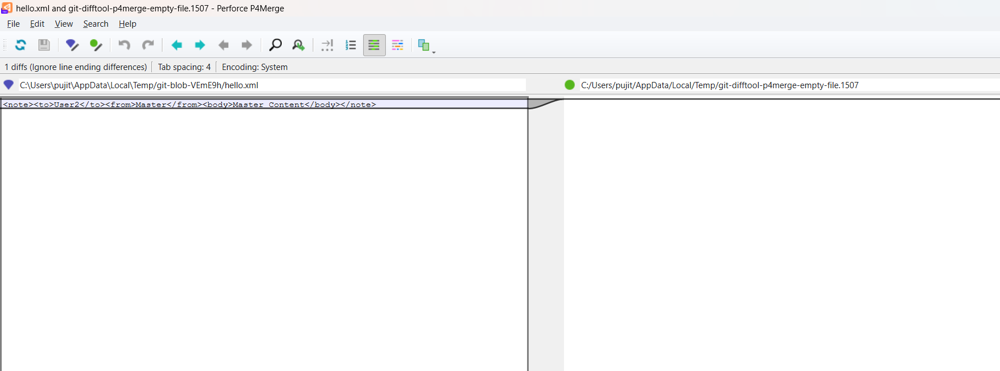 hello.xml and git-difftool-p4merge-empty-file.1507 - Perforce P4Merge
File Edit View Search Help
1 diffs (Ignore line ending differences) Tab spacing: 4 Encoding: System
C:\Users\pujit\AppData\Local\Temp/git-blob-VEmE9h/hello.xml
C:/Users/pujit/AppData/Local/Temp/git-difftool-p4merge-empty-file.1507
<note><to>User2</to><from>Master</from><body>Master Content</body></note>